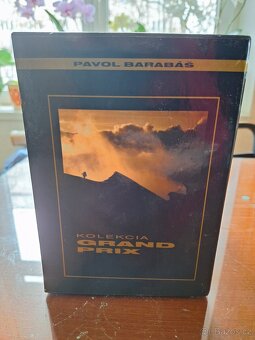 PAVOL BARABÁŠ
KOLEKCIA
GRAND
PRIX